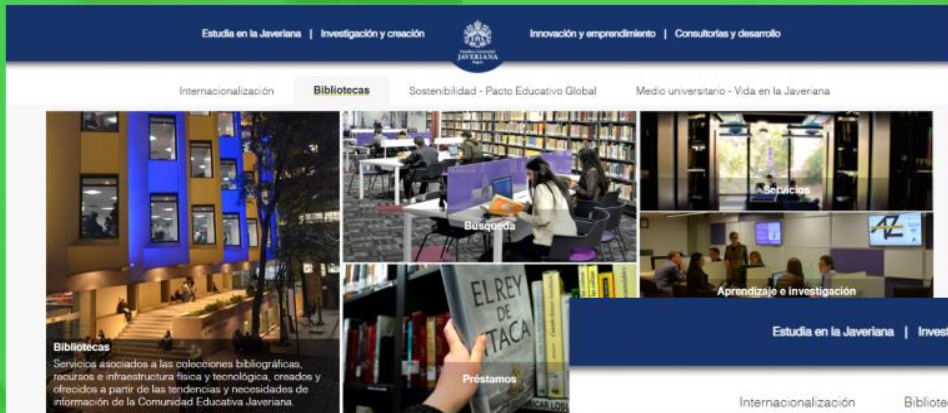 Estudia en la Javeriana | Investigación y creación
JAVERIANA
Innovación y emprendimiento | Consultorías y desarrollo
Internacionalización Bibliotecas Sostenibilidad - Pacto Educativo Global Medio universitario - Vida en la Javeriana
Búsqueda
Servicios
Aprendizaje e investigación
EL REY
DE
ITACA
Préstamos
Bibliotecas
Servicios asociados a las colecciones bibliográficas,
recursos e infraestructura física y tecnológica, creados y
ofrecidos a partir de las tendencias y necesidades de
información de la Comunidad Educativa Javeriana.
Estudia en la Javeriana | Invest
Internacionalización Bibliote